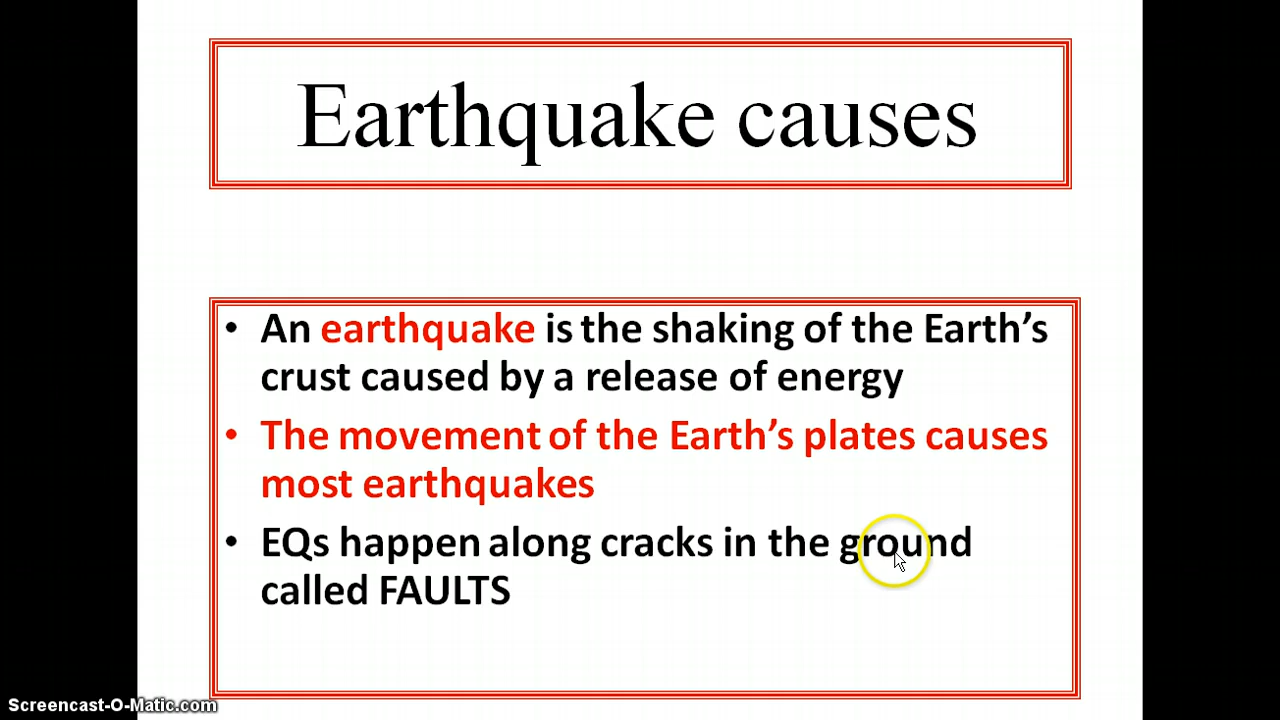 Earthquake causes
• An earthquake is the shaking of the Earth’s
crust caused by a release of energy
• The movement of the Earth’s plates causes
most earthquakes
• EQs happen along cracks in the ground
called FAULTS
Screencast-O-Matic.com